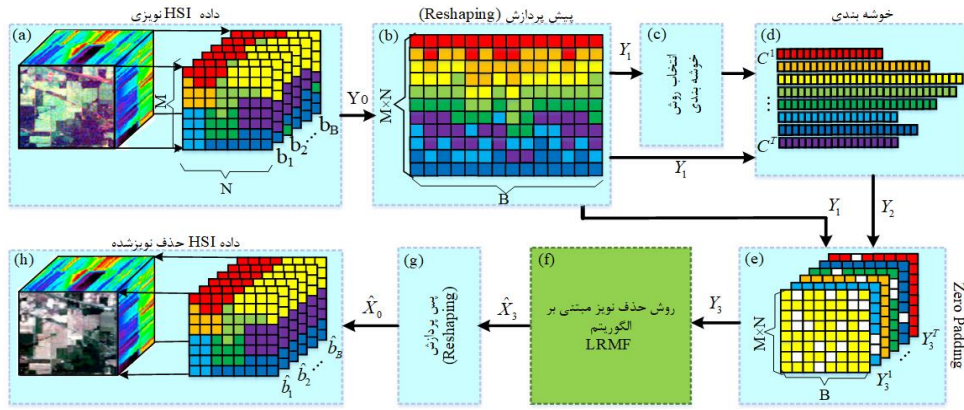 داده HSI نویزی
(a)
M
N
b₁
b₂
...
b_B
Y0
پیش پردازش (Reshaping)
(b)
M×N
B
Y₁
Y₁
(c)
انتخاب روش
خوشه بندی
خوشه بندی
(d)
C¹
...
Cᵀ
Y₁
Y₂
(e)
M×N
B
Y₃¹
...
Y₃ᵀ
Zero Padding
Y₃
(f)
روش حذف نویز مبتنی بر
الگوریتم
LRMF
X̂₃
(g)
پس پردازش
(Reshaping)
X̂₀
داده HSI حذف نویزشده
(h)
b̂₁
b̂₂
...
b̂_B